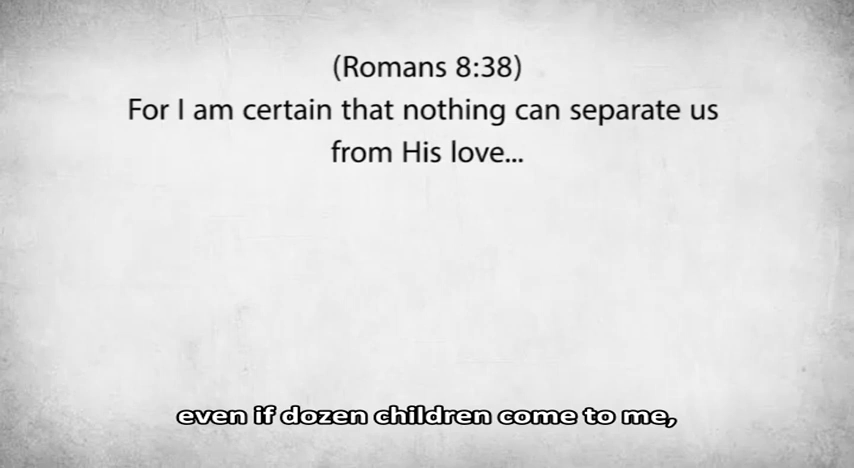 (Romans 8:38)
For I am certain that nothing can separate us
from His love...
even if dozen children come to me,